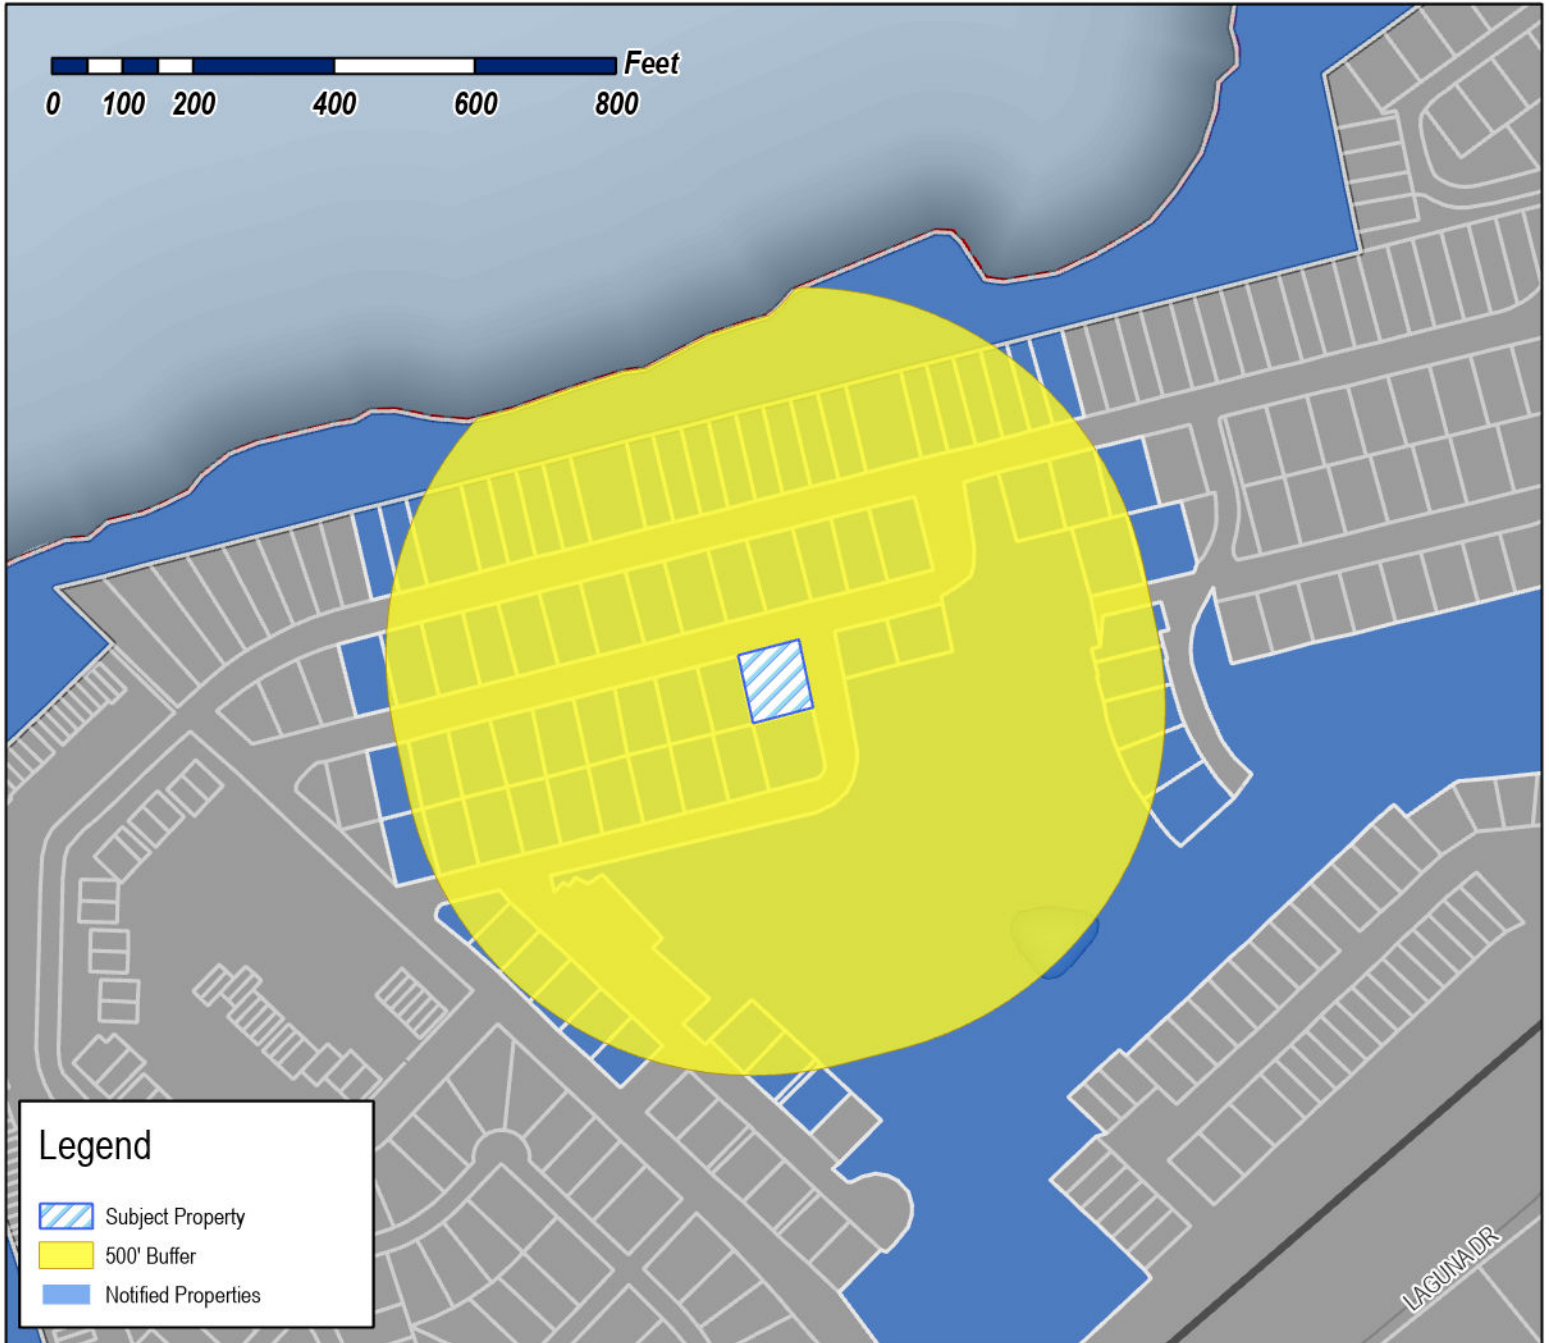 Feet
0 100 200 400 600 800
LAGUNA DR
Legend
Subject Property
500' Buffer
Notified Properties